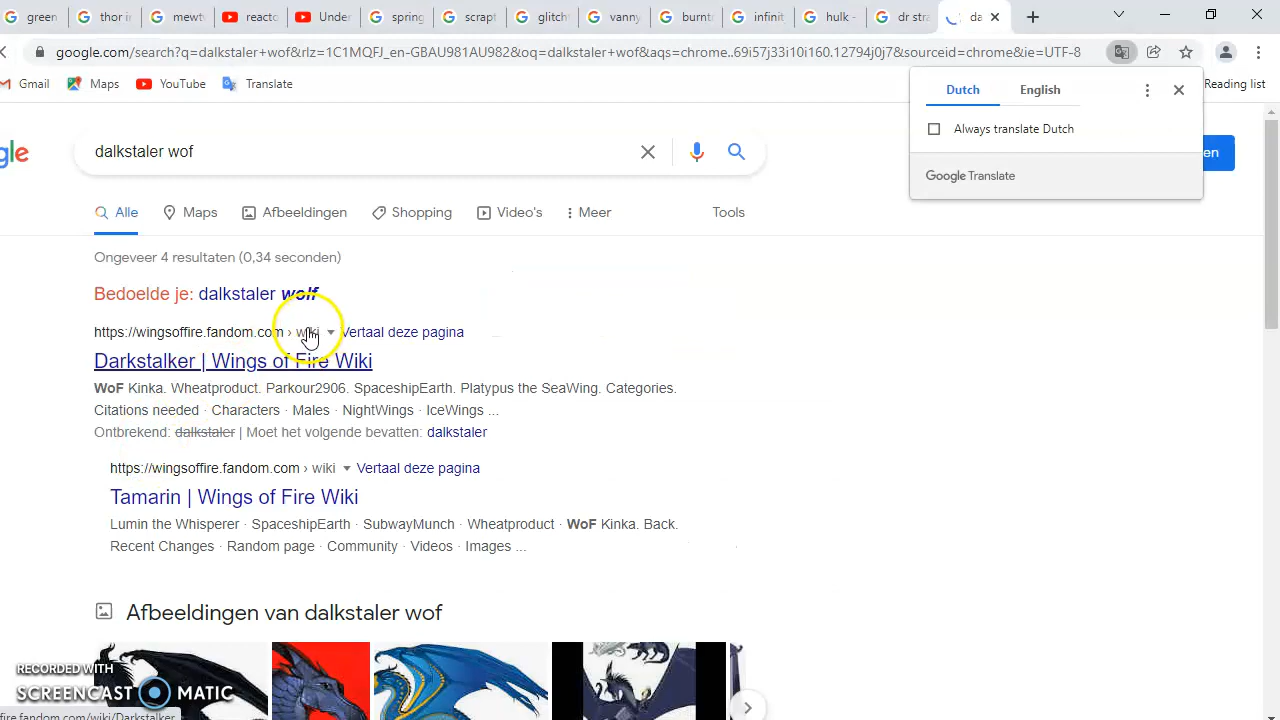 green
thor ir
mewt
reacto
Under
spring
scrapt
glitch
vanny
burnt
infinit
hulk -
dr stra
da
google.com/search?q=dalkstaler+wof&rlz=1C1MQFJ_en-GBAU981AU982&oq=dalkstaler+wof&aqs=chrome..69i57j33i10i160.12794j0j7&sourceid=chrome&ie=UTF-8
Gmail
Maps
YouTube
Translate
Reading list
Dutch
English
Always translate Dutch
Google Translate
gle
dalkstaler wof
en
Alle
Maps
Afbeeldingen
Shopping
Video's
Meer
Tools
Ongeveer 4 resultaten (0,34 seconden)
Bedoelde je: dalkstaler wolf
https://wingsoffire.fandom.com › wiki Vertaal deze pagina
Darkstalker | Wings of Fire Wiki
WoF Kinka. Wheatproduct. Parkour2906. SpaceshipEarth. Platypus the SeaWing. Categories.
Citations needed · Characters · Males · NightWings · IceWings ...
Ontbrekend: dalkstaler | Moet het volgende bevatten: dalkstaler
https://wingsoffire.fandom.com › wiki Vertaal deze pagina
Tamarin | Wings of Fire Wiki
Lumin the Whisperer · SpaceshipEarth · SubwayMunch · Wheatproduct · WoF Kinka. Back.
Recent Changes · Random page · Community · Videos · Images ...
Afbeeldingen van dalkstaler wof
RECORDED WITH
SCREENCAST MATIC
fire.fandom.com/wiki/Darkstalker